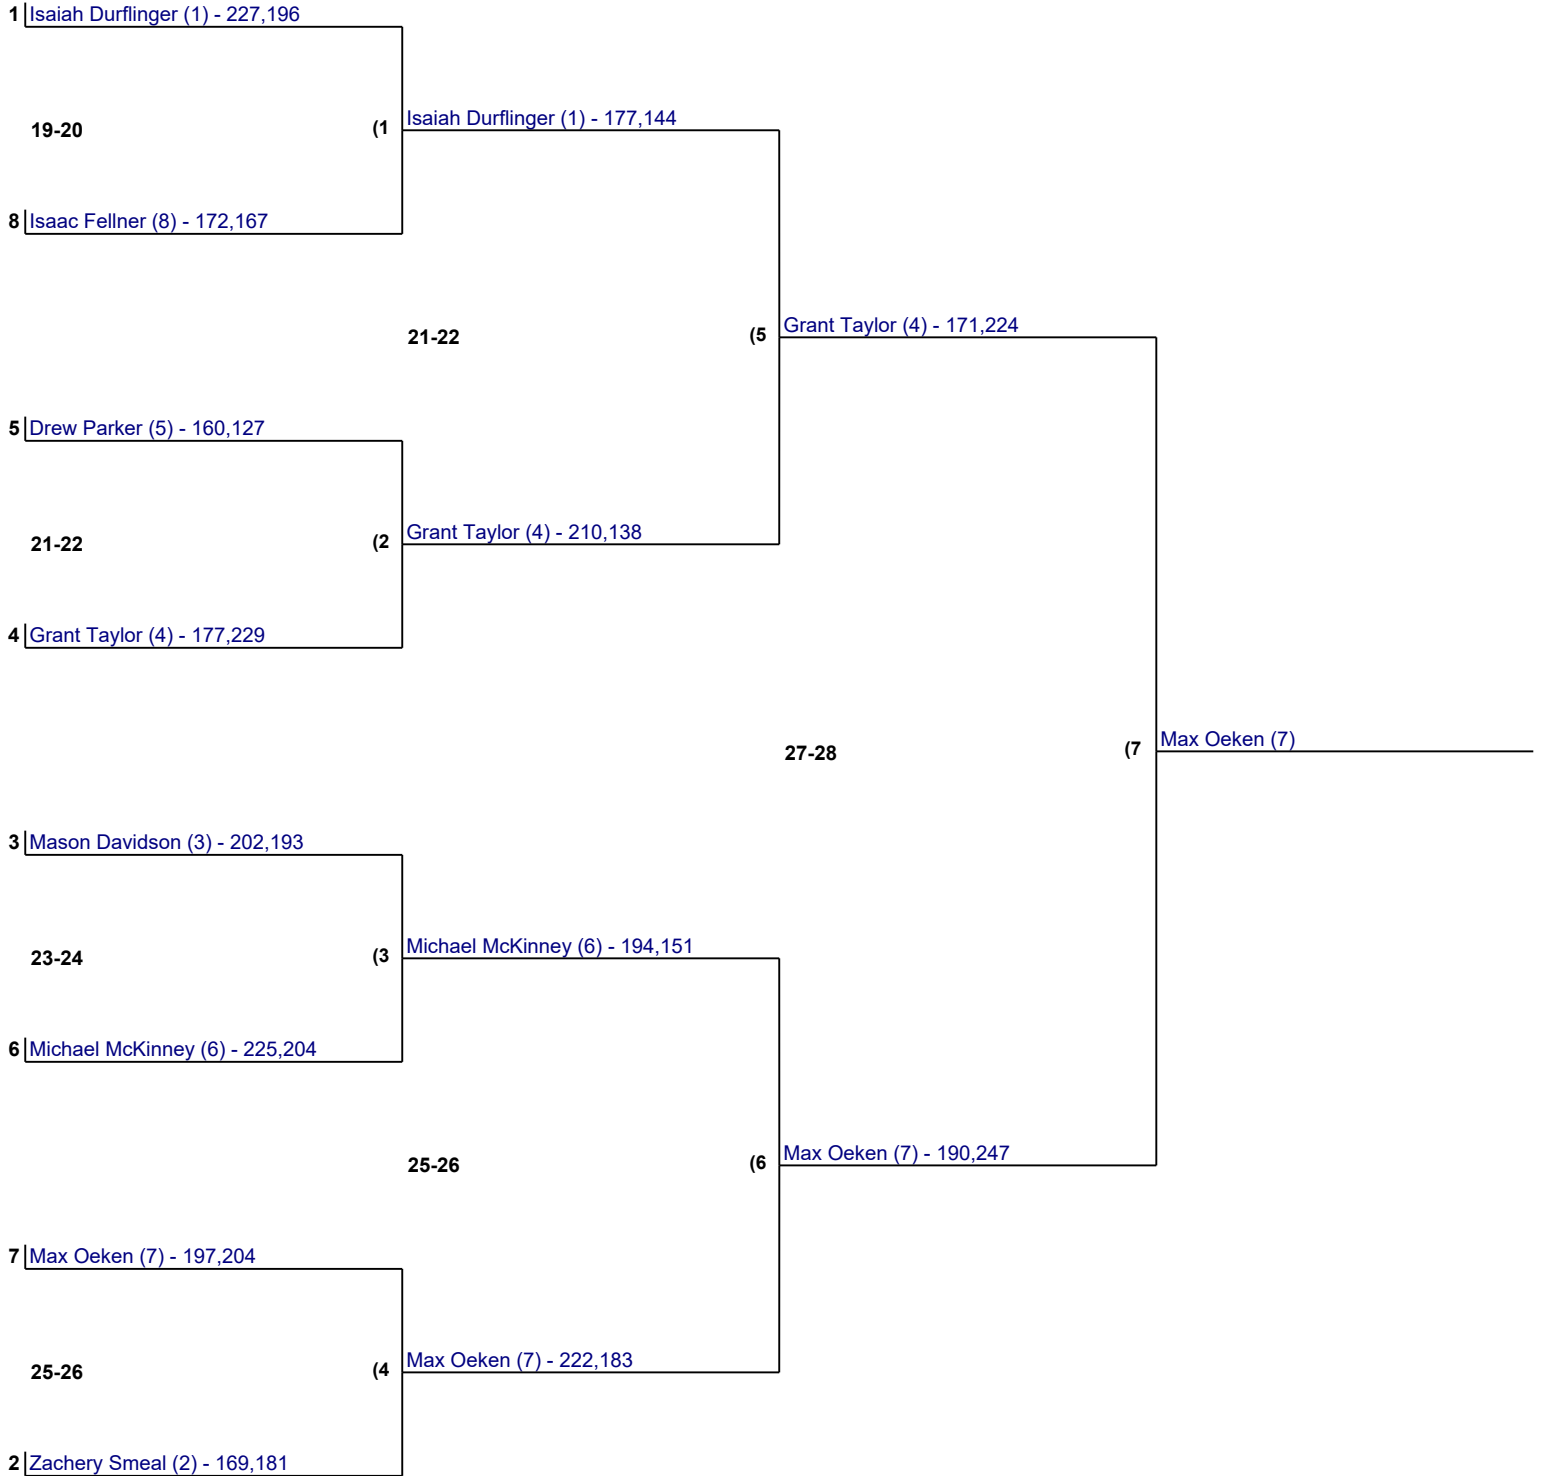 1 Isaiah Durflinger (1) - 227,196
Isaiah Durflinger (1) - 177,144
19-20 (1
8 Isaac Fellner (8) - 172,167
Grant Taylor (4) - 171,224
21-22 (5
5 Drew Parker (5) - 160,127
Grant Taylor (4) - 210,138
21-22 (2
4 Grant Taylor (4) - 177,229
Max Oeken (7)
27-28 (7
3 Mason Davidson (3) - 202,193
Michael McKinney (6) - 194,151
23-24 (3
6 Michael McKinney (6) - 225,204
Max Oeken (7) - 190,247
25-26 (6
7 Max Oeken (7) - 197,204
Max Oeken (7) - 222,183
25-26 (4
2 Zachery Smeal (2) - 169,181